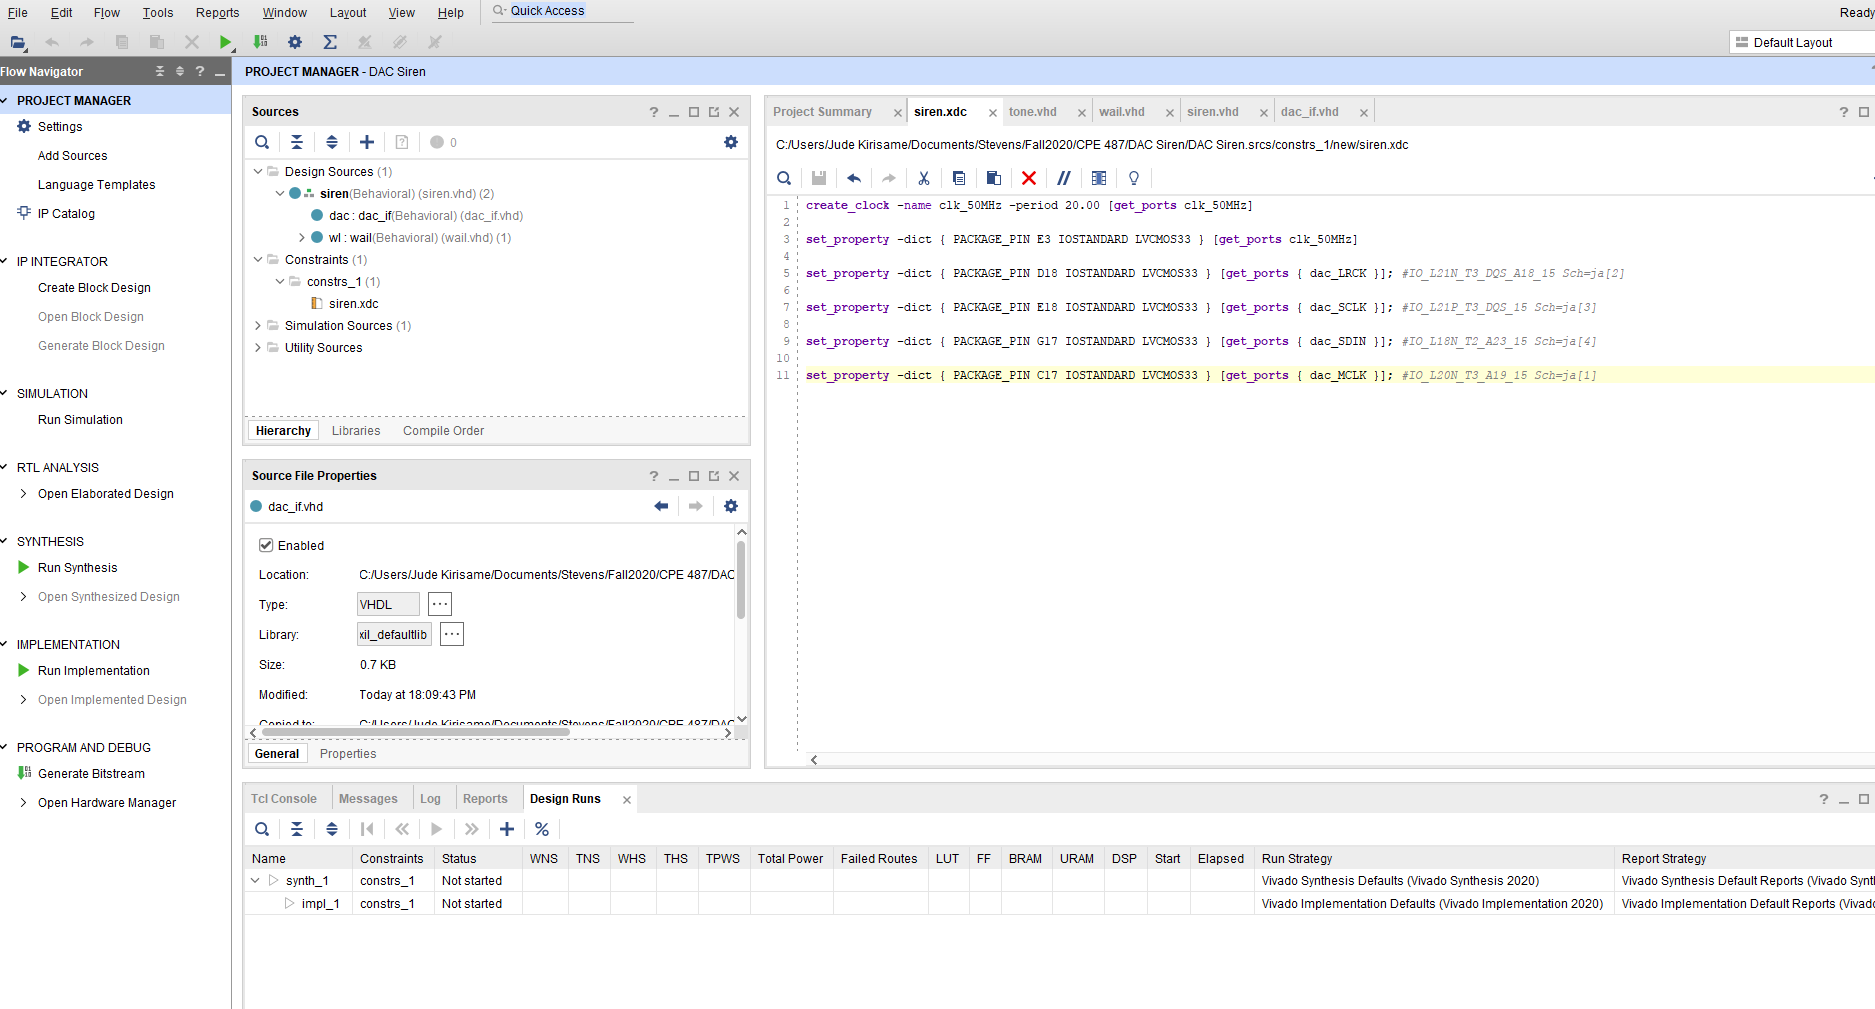 File Edit Flow Tools Reports Window Layout View Help Quick Access Ready
Default Layout
Flow Navigator
PROJECT MANAGER - DAC Siren
PROJECT MANAGER
Settings
Add Sources
Language Templates
IP Catalog
IP INTEGRATOR
Create Block Design
Open Block Design
Generate Block Design
SIMULATION
Run Simulation
RTL ANALYSIS
Open Elaborated Design
SYNTHESIS
Run Synthesis
Open Synthesized Design
IMPLEMENTATION
Run Implementation
Open Implemented Design
PROGRAM AND DEBUG
Generate Bitstream
Open Hardware Manager
Sources
0
Design Sources (1)
siren(Behavioral) (siren.vhd) (2)
dac : dac_if(Behavioral) (dac_if.vhd)
wl : wail(Behavioral) (wail.vhd) (1)
Constraints (1)
constrs_1 (1)
siren.xdc
Simulation Sources (1)
Utility Sources
Hierarchy Libraries Compile Order
Source File Properties
dac_if.vhd
Enabled
Location: C:/Users/Jude Kirisame/Documents/Stevens/Fall2020/CPE 487/DAC
Type: VHDL ...
Library: xil_defaultlib ...
Size: 0.7 KB
Modified: Today at 18:09:43 PM
Copied to: C:/Users/Jude Kirisame/Documents/Stevens/Fall2020/CPE 487/DAC
General Properties
Project Summary siren.xdc tone.vhd wail.vhd siren.vhd dac_if.vhd
C:/Users/Jude Kirisame/Documents/Stevens/Fall2020/CPE 487/DAC Siren/DAC Siren.srcs/constrs_1/new/siren.xdc
1 create_clock -name clk_50MHz -period 20.00 [get_ports clk_50MHz]
2
3 set_property -dict { PACKAGE_PIN E3 IOSTANDARD LVCMOS33 } [get_ports clk_50MHz]
4
5 set_property -dict { PACKAGE_PIN D18 IOSTANDARD LVCMOS33 } [get_ports { dac_LRCK }]; #IO_L21N_T3_DQS_A18_15 Sch=ja[2]
6
7 set_property -dict { PACKAGE_PIN E18 IOSTANDARD LVCMOS33 } [get_ports { dac_SCLK }]; #IO_L21P_T3_DQS_15 Sch=ja[3]
8
9 set_property -dict { PACKAGE_PIN G17 IOSTANDARD LVCMOS33 } [get_ports { dac_SDIN }]; #IO_L18N_T2_A23_15 Sch=ja[4]
10
11 set_property -dict { PACKAGE_PIN C17 IOSTANDARD LVCMOS33 } [get_ports { dac_MCLK }]; #IO_L20N_T3_A19_15 Sch=ja[1]
Tcl Console Messages Log Reports Design Runs
Name Constraints Status WNS TNS WHS THS TPWS Total Power Failed Routes LUT FF BRAM URAM DSP Start Elapsed Run Strategy Report Strategy
synth_1 constrs_1 Not started Vivado Synthesis Defaults (Vivado Synthesis 2020) Vivado Synthesis Default Reports (Vivado Synt
impl_1 constrs_1 Not started Vivado Implementation Defaults (Vivado Implementation 2020) Vivado Implementation Default Reports (Vivad